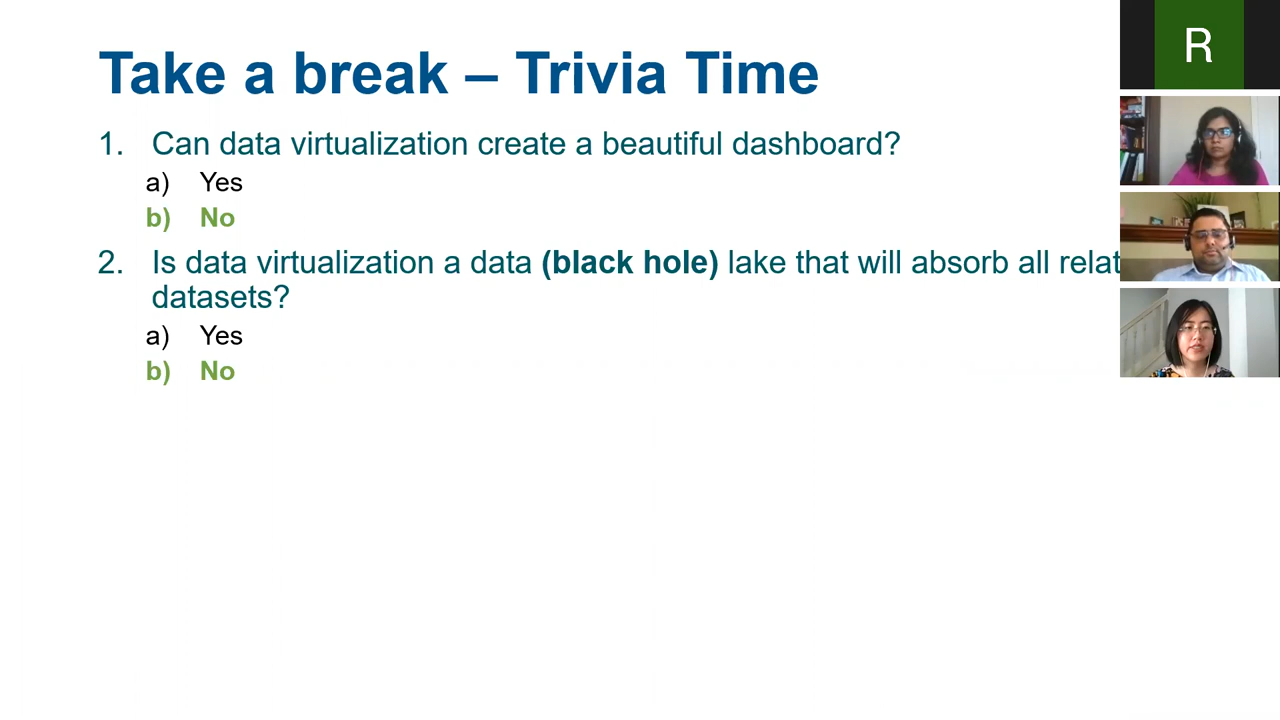 Take a break – Trivia Time
R
1. Can data virtualization create a beautiful dashboard?
a) Yes
b) No
2. Is data virtualization a data (black hole) lake that will absorb all
datasets?
a) Yes
b) No